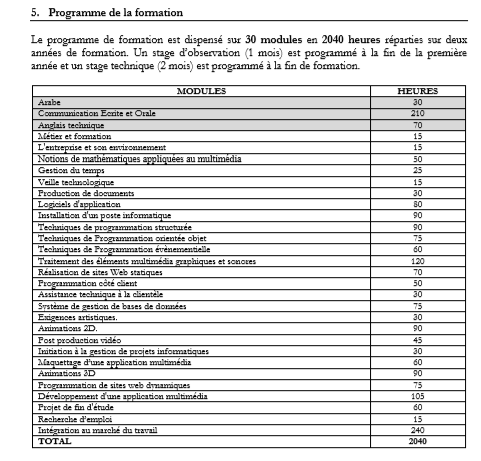 5. Programme de la formation
Le programme de formation est dispensé sur 30 modules en 2040 heures réparties sur deux
années de formation. Un stage d'observation (1 mois) est programmé à la fin de la première
année et un stage technique (2 mois) est programmé à la fin de formation.
MODULES HEURES
Arabe 30
Communication Ecrite et Orale 210
Anglais technique 70
Métier et formation 15
L'entreprise et son environnement 15
Notions de mathématiques appliquées au multimédia 50
Gestion du temps 25
Veille technologique 15
Production de documents 30
Logiciels d'application 80
Installation d'un poste informatique 90
Techniques de programmation structurée 90
Techniques de Programmation orientée objet 75
Techniques de Programmation évènementielle 60
Traitement des éléments multimédia graphiques et sonores 120
Réalisation de sites Web statiques 70
Programmation côté client 50
Assistance technique à la clientèle 30
Système de gestion de bases de données 75
Exigences artistiques. 30
Animations 2D. 90
Post production vidéo 45
Initiation à la gestion de projets informatiques 30
Maquettage d'une application multimédia 60
Animations 3D 90
Programmation de sites web dynamiques 75
Développement d'une application multimédia 105
Projet de fin d'étude 60
Recherche d'emploi 15
Intégration au marché du travail 240
TOTAL 2040